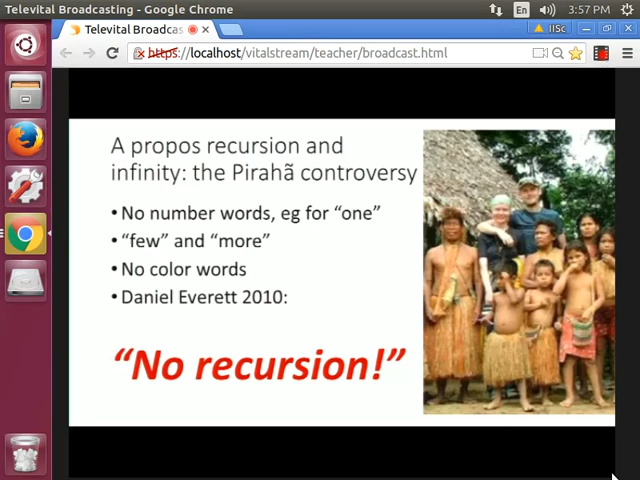 Televital Broadcasting - Google Chrome
En
3:57 PM
Televital Broadcas
IISc
https://localhost/vitalstream/teacher/broadcast.html
A propos recursion and
infinity: the Pirahã controversy
• No number words, eg for “one”
• “few” and “more”
• No color words
• Daniel Everett 2010:
“No recursion!”